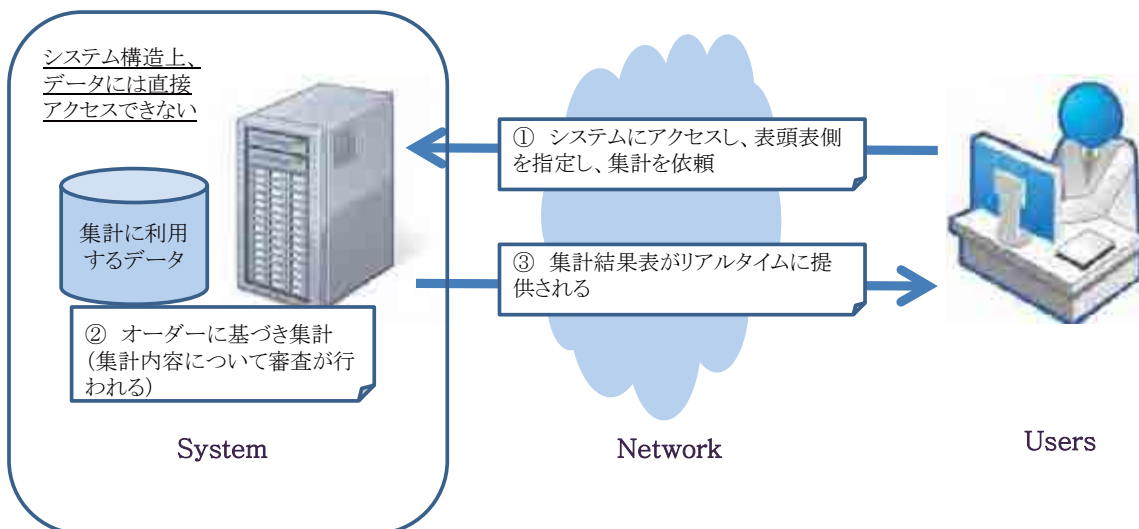 システム構造上、
データには直接
アクセスできない
① システムにアクセスし、表頭表側
を指定し、集計を依頼
集計に利用
するデータ
③ 集計結果表がリアルタイムに提
供される
② オーダーに基づき集計
(集計内容について審査が行
われる)
System
Network
Users